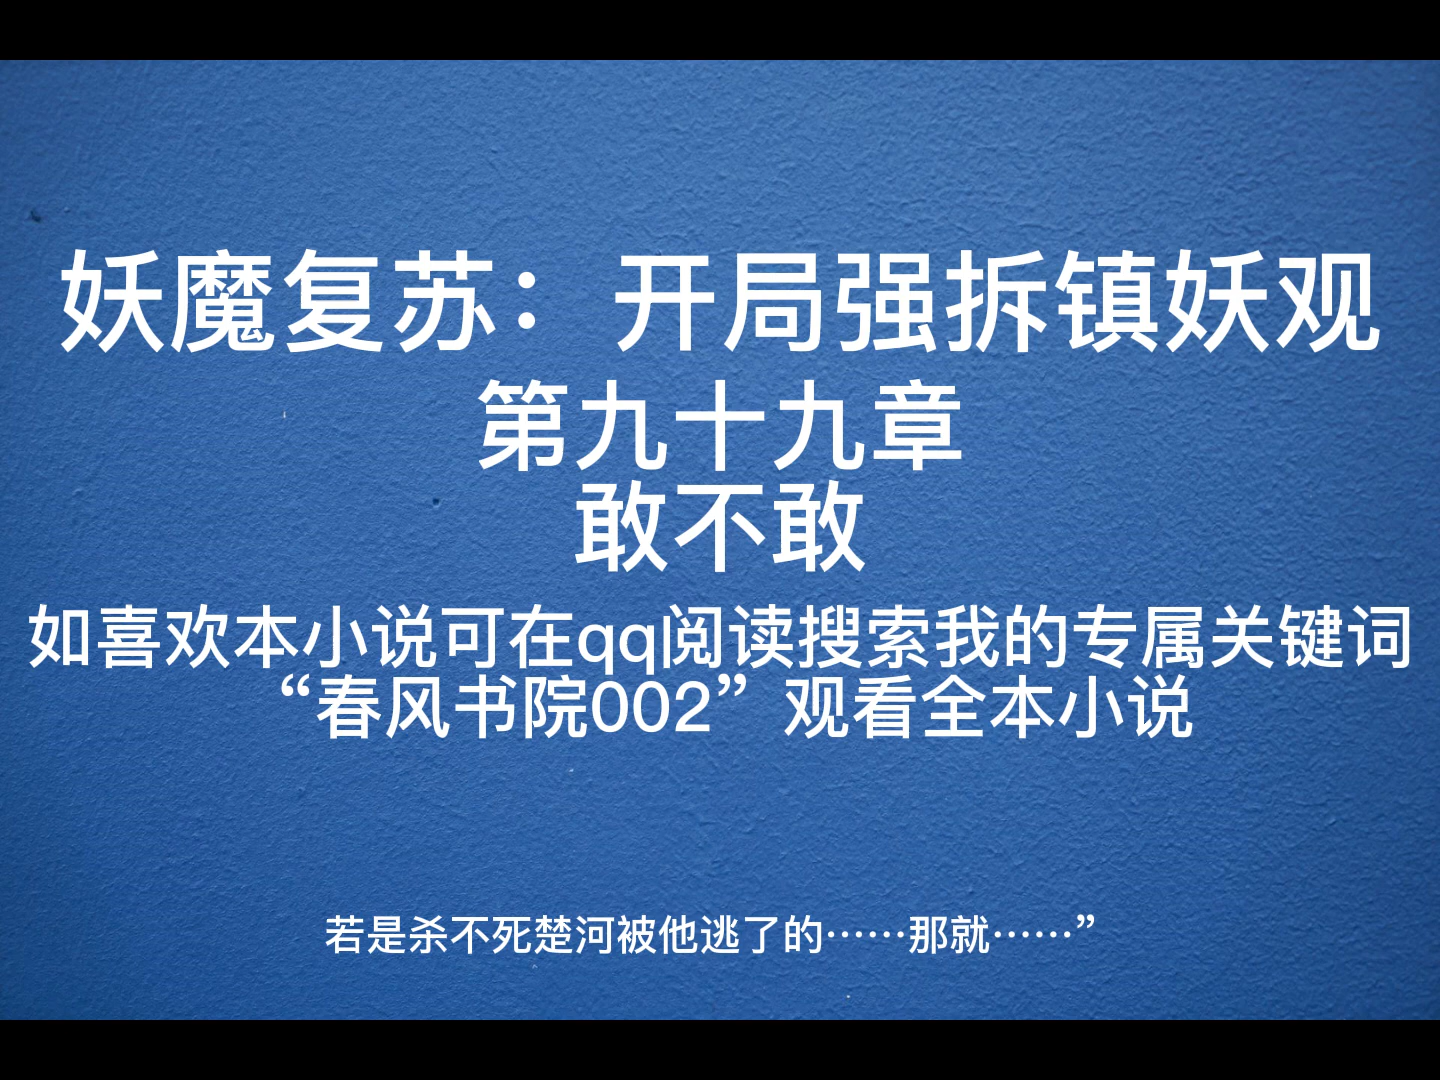 妖魔复苏：开局强拆镇妖观
第九十九章
敢不敢
如喜欢本小说可在qq阅读搜索我的专属关键词
“春风书院002”观看全本小说
若是杀不死楚河被他逃了的……那就……”